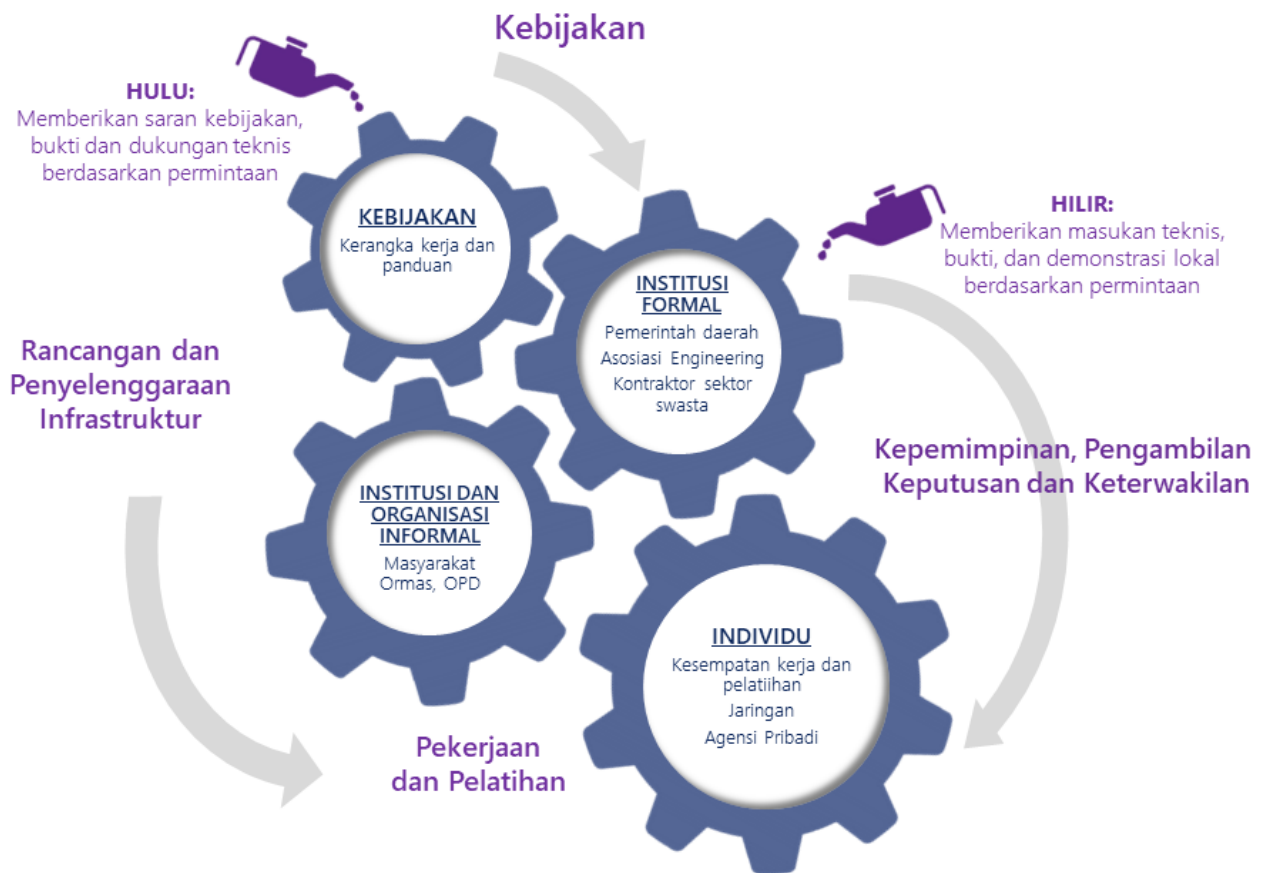 Kebijakan
HULU:
Memberikan saran kebijakan,
bukti dan dukungan teknis
berdasarkan permintaan
KEBIJAKAN
Kerangka kerja dan
panduan
HILIR:
Memberikan masukan teknis,
bukti, dan demonstrasi lokal
berdasarkan permintaan
INSTITUSI
FORMAL
Pemerintah daerah
Asosiasi Engineering
Kontraktor sektor
swasta
Rancangan dan
Penyelenggaraan
Infrastruktur
Kepemimpinan, Pengambilan
Keputusan dan Keterwakilan
INSTITUSI DAN
ORGANISASI
INFORMAL
Masyarakat
Ormas, OPD
INDIVIDU
Kesempatan kerja dan
pelatiihan
Jaringan
Agensi Pribadi
Pekerjaan
dan Pelatihan